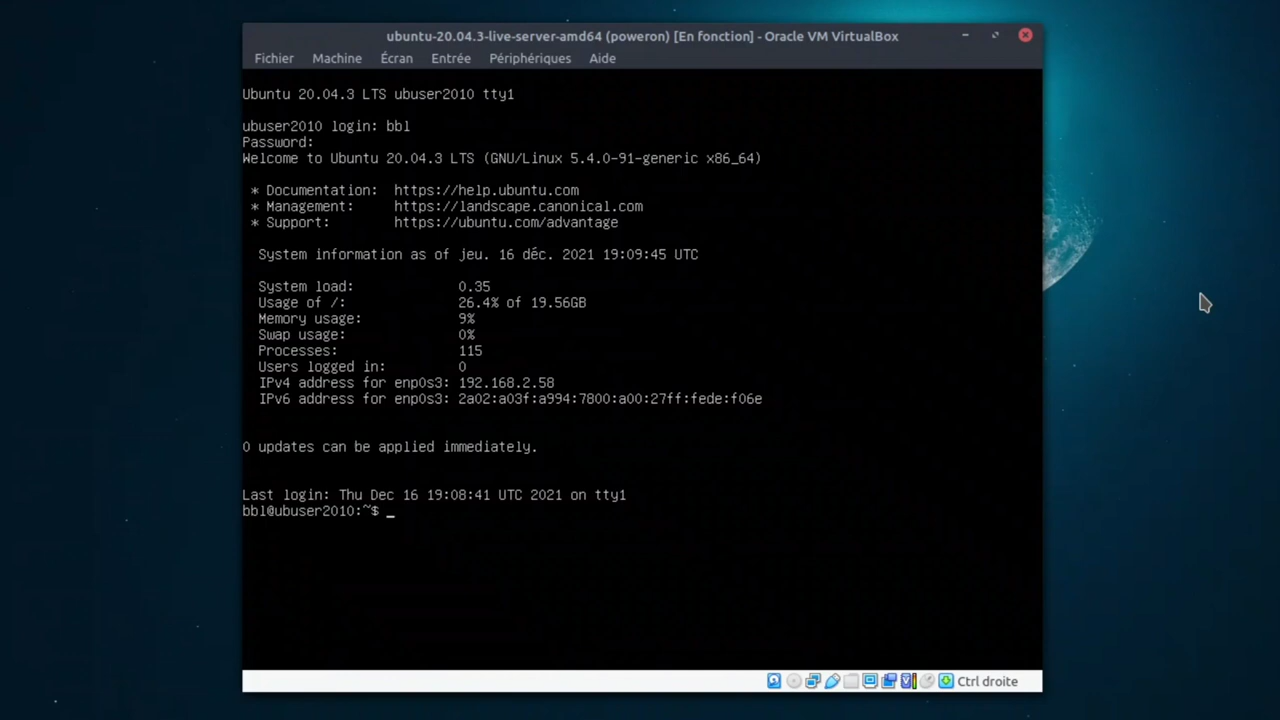 ubuntu-20.04.3-live-server-amd64 (poweron) [En fonction] - Oracle VM VirtualBox
Fichier Machine Écran Entrée Périphériques Aide
Ubuntu 20.04.3 LTS ubuser2010 tty1
ubuser2010 login: bbl
Password:
Welcome to Ubuntu 20.04.3 LTS (GNU/Linux 5.4.0-91-generic x86_64)
* Documentation: https://help.ubuntu.com
* Management: https://landscape.canonical.com
* Support: https://ubuntu.com/advantage
System information as of jeu. 16 déc. 2021 19:09:45 UTC
System load: 0.35
Usage of /: 26.4% of 19.56GB
Memory usage: 9%
Swap usage: 0%
Processes: 115
Users logged in: 0
IPv4 address for enp0s3: 192.168.2.58
IPv6 address for enp0s3: 2a02:a03f:a994:7800:a00:27ff:fede:f06e
0 updates can be applied immediately.
Last login: Thu Dec 16 19:08:41 UTC 2021 on tty1
bbl@ubuser2010:~$ _
Ctrl droite